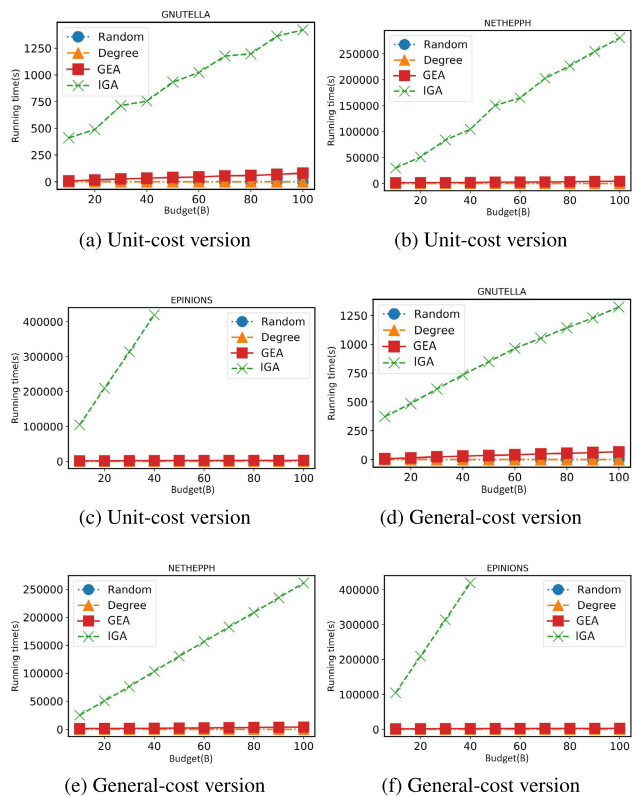 GNUTELLA
Running time(s)
1250
1000
750
500
250
0
Random
Degree
GEA
IGA
20 40 60 80 100
Budget(B)
(a) Unit-cost version
NETHEPPH
Running time(s)
250000
200000
150000
100000
50000
0
Random
Degree
GEA
IGA
20 40 60 80 100
Budget(B)
(b) Unit-cost version
EPINIONS
Running time(s)
400000
300000
200000
100000
0
Random
Degree
GEA
IGA
20 40 60 80 100
Budget(B)
(c) Unit-cost version
GNUTELLA
Running time(s)
1250
1000
750
500
250
0
Random
Degree
GEA
IGA
20 40 60 80 100
Budget(B)
(d) General-cost version
NETHEPPH
Running time(s)
250000
200000
150000
100000
50000
0
Random
Degree
GEA
IGA
20 40 60 80 100
Budget(B)
(e) General-cost version
EPINIONS
Running time(s)
400000
300000
200000
100000
0
Random
Degree
GEA
IGA
20 40 60 80 100
Budget(B)
(f) General-cost version